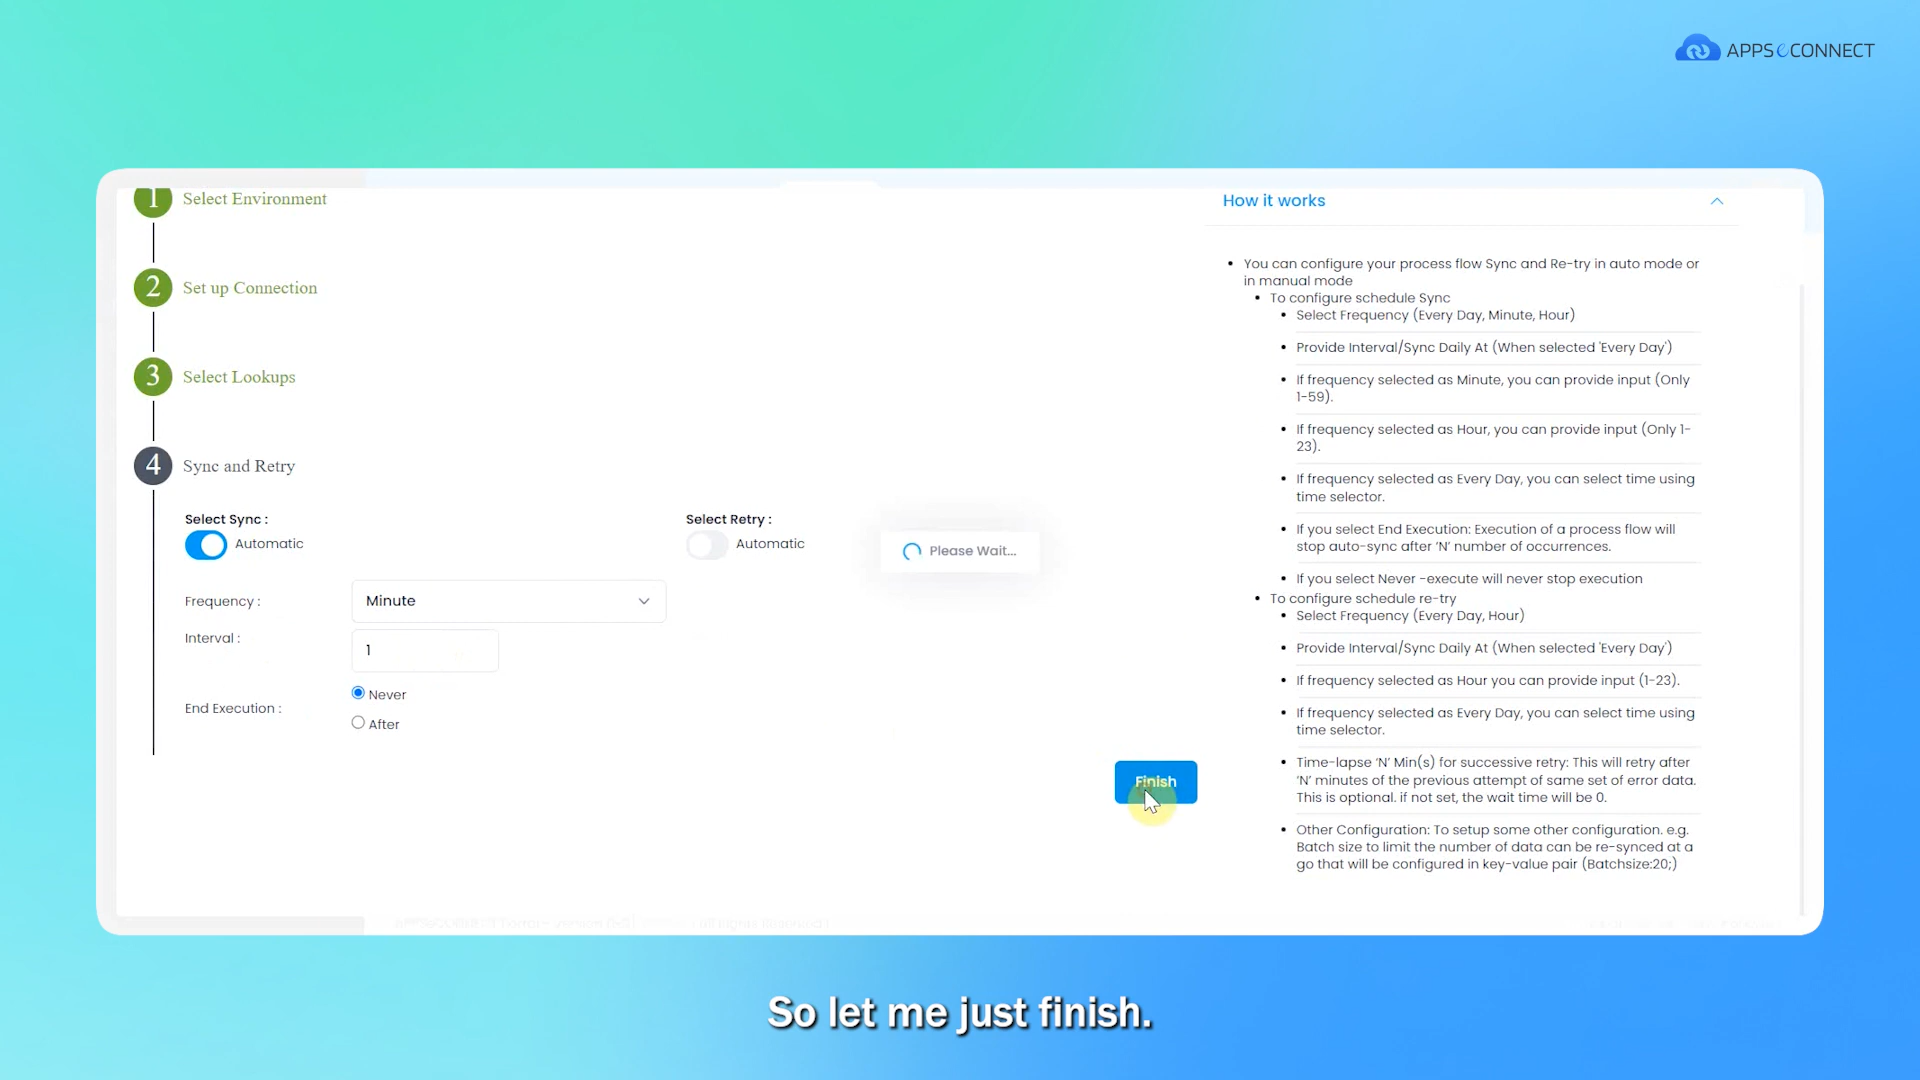 APPSeCONNECT
1 Select Environment
2 Set up Connection
3 Select Lookups
4 Sync and Retry
Select Sync :
Automatic
Select Retry :
Automatic
Frequency :
Minute
Interval :
1
End Execution :
Never
After
Please Wait...
Finish
How it works
• You can configure your process flow Sync and Re-try in auto mode or
in manual mode
• To configure schedule Sync
• Select Frequency (Every Day, Minute, Hour)
• Provide Interval/Sync Daily At (When selected 'Every Day')
• If frequency selected as Minute, you can provide input (Only
1-59).
• If frequency selected as Hour, you can provide input (Only 1-
23).
• If frequency selected as Every Day, you can select time using
time selector.
• If you select End Execution: Execution of a process flow will
stop auto-sync after 'N' number of occurrences.
• If you select Never -execute will never stop execution
• To configure schedule re-try
• Select Frequency (Every Day, Hour)
• Provide Interval/Sync Daily At (When selected 'Every Day')
• If frequency selected as Hour you can provide input (1-23).
• If frequency selected as Every Day, you can select time using
time selector.
• Time-lapse 'N' Min(s) for successive retry: This will retry after
'N' minutes of the previous attempt of same set of error data.
This is optional. if not set, the wait time will be 0.
• Other Configuration: To setup some other configuration. e.g.
Batch size to limit the number of data can be re-synced at a
go that will be configured in key-value pair (Batchsize:20;)
So let me just finish.